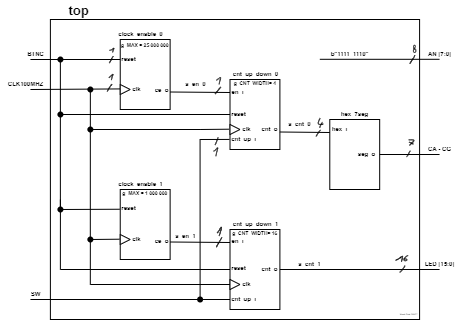 top
clock enable 0
g MAX = 25 000 000
BTNC
1
reset
b"1111 1110"
8
AN (7:0)
CLK100MHZ
1
clk
ce o
s en 0
1
cnt up down 0
g CNT WIDTH= 4
en i
reset
clk
cnt o
s cnt 0
4
hex 7seg
hex i
cnt up i
1
seg o
7
CA - CG
clock enable 1
g MAX = 1 000 000
reset
clk
ce o
s en 1
1
cnt up down 1
g CNT WIDTH= 16
en i
reset
cnt o
s cnt 1
16
LED (15:0)
clk
SW
cnt up i